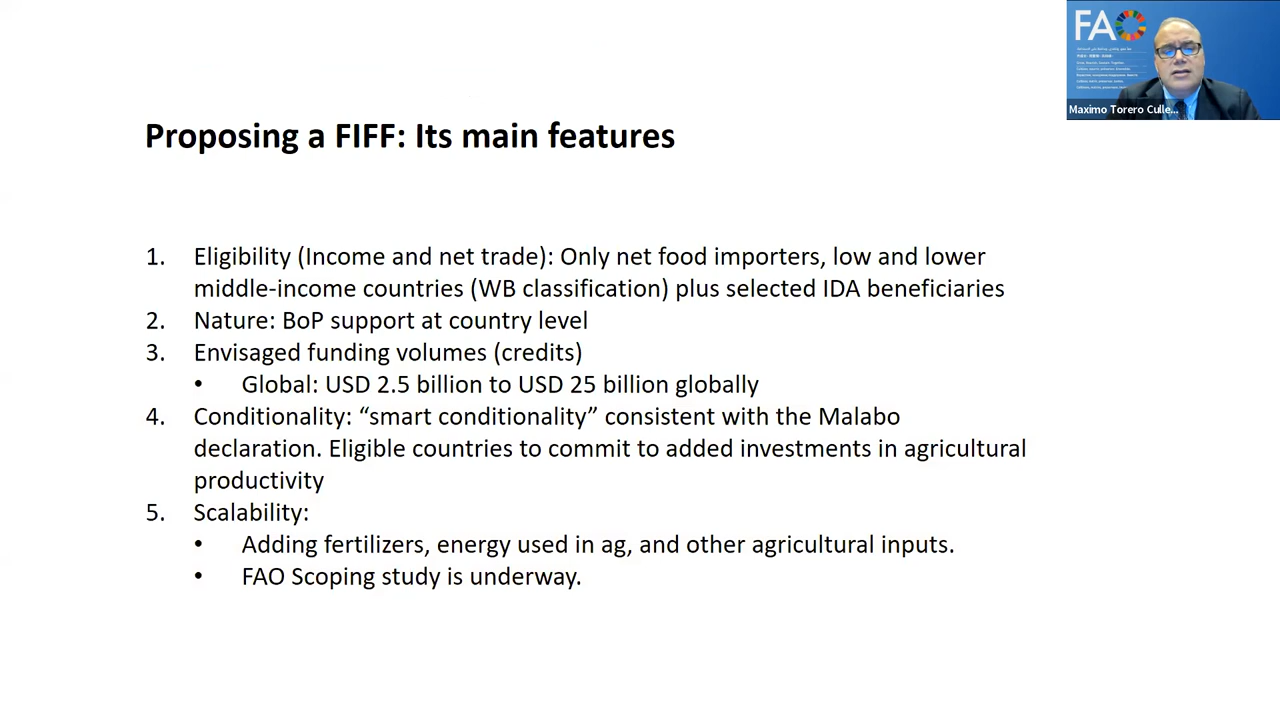 FAO
Maximo Torero Culle...
Proposing a FIFF: Its main features
1. Eligibility (Income and net trade): Only net food importers, low and lower
middle-income countries (WB classification) plus selected IDA beneficiaries
2. Nature: BoP support at country level
3. Envisaged funding volumes (credits)
• Global: USD 2.5 billion to USD 25 billion globally
4. Conditionality: “smart conditionality” consistent with the Malabo
declaration. Eligible countries to commit to added investments in agricultural
productivity
5. Scalability:
• Adding fertilizers, energy used in ag, and other agricultural inputs.
• FAO Scoping study is underway.